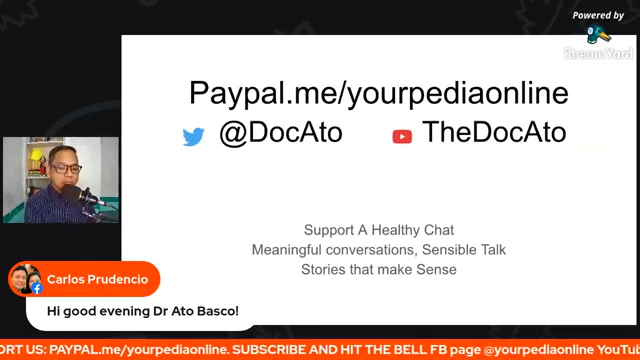 Powered by
StreamYard
Paypal.me/yourpediaonline
@DocAto TheDocAto
Support A Healthy Chat
Meaningful conversations, Sensible Talk
Stories that make Sense
Carlos Prudencio
Hi good evening Dr Ato Basco!
ORT US: PAYPAL.me/yourpediaonline. SUBSCRIBE AND HIT THE BELL FB page @yourpediaonline YouTub